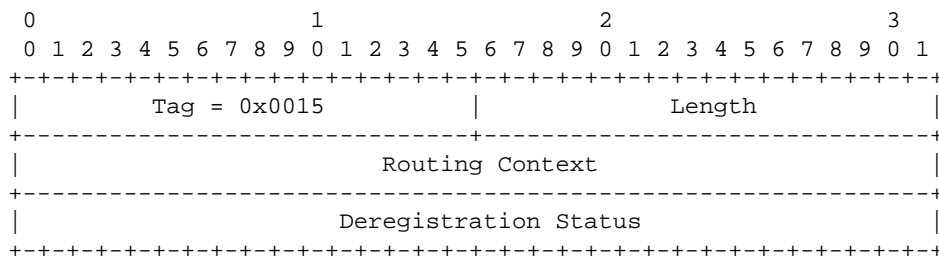 0                   1                   2                   3
 0 1 2 3 4 5 6 7 8 9 0 1 2 3 4 5 6 7 8 9 0 1 2 3 4 5 6 7 8 9 0 1
+-+-+-+-+-+-+-+-+-+-+-+-+-+-+-+-+-+-+-+-+-+-+-+-+-+-+-+-+-+-+-+-+
|         Tag = 0x0015          |             Length            |
+-------------------------------+-------------------------------+
|                        Routing Context                        |
+---------------------------------------------------------------+
|                     Deregistration Status                     |
+-+-+-+-+-+-+-+-+-+-+-+-+-+-+-+-+-+-+-+-+-+-+-+-+-+-+-+-+-+-+-+-+